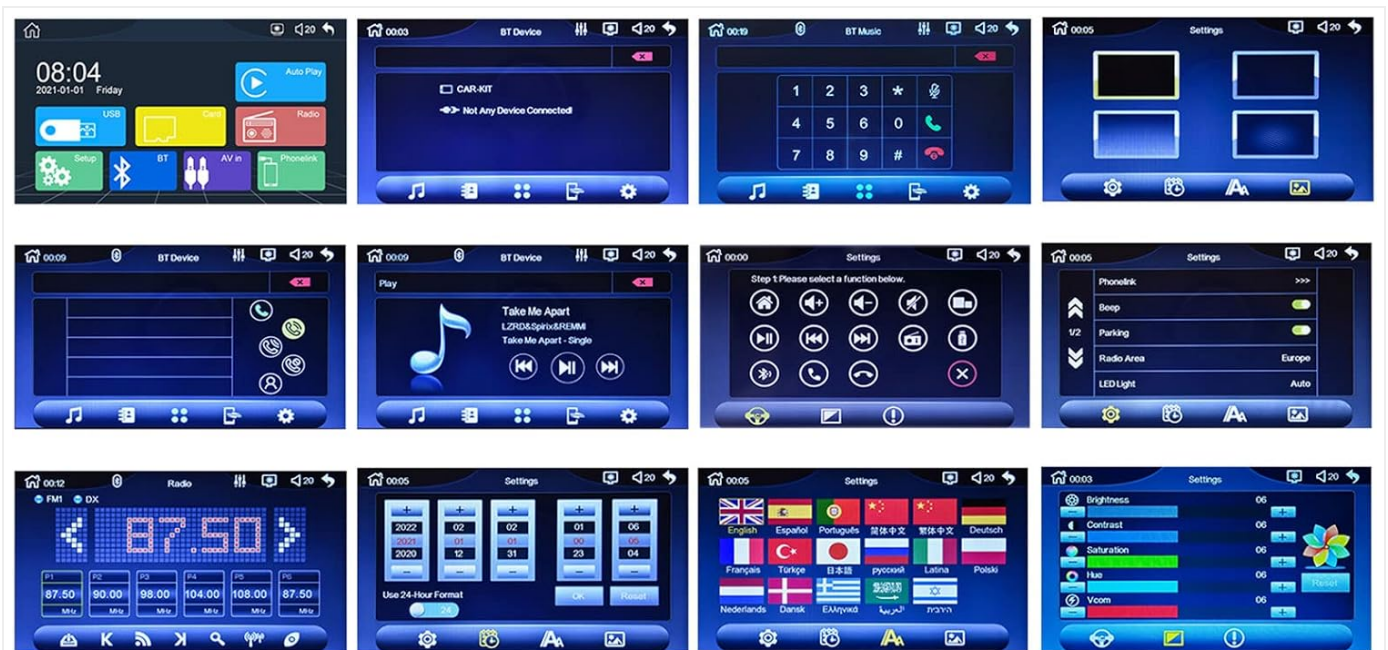 20
08:04
2021-01-01 Friday
Auto Play
USB
Card
Radio
Setup
BT
AV in
Phonelink
00:03
BT Device
20
CAR-KIT
Not Any Device Connected!
00:19
BT Music
20
1 2 3 *
4 5 6 0
7 8 9 #
00:05
Settings
20
00:09
BT Device
20
00:09
BT Device
20
Play
Take Me Apart
LZRD&Spirix&REMMI
Take Me Apart - Single
00:00
Settings
20
Step 1: Please select a function below.
00:05
Settings
20
Phonelink >>>
Beep
1/2
Parking
Radio Area Europe
LED Light Auto
00:12
Radio
20
FM1 DX
87.50
P1 P2 P3 P4 P5 P6
87.50 90.00 98.00 104.00 108.00 87.50
MHz MHz MHz MHz MHz MHz
00:05
Settings
20
+ + + + +
2022 02 02 01 06
2021 01 01 00 05
2020 12 31 23 04
Use 24-Hour Format
24
OK
Reset
00:05
Settings
20
English Español Português 简体中文 繁体中文 Deutsch
Français Türkçe 日本語 русский Latina Polski
Nederlands Dansk Ελληνικά العربية
00:03
Settings
20
Brightness 06
Contrast 06
Saturation 06
Hue 06
Vcom 06
Reset